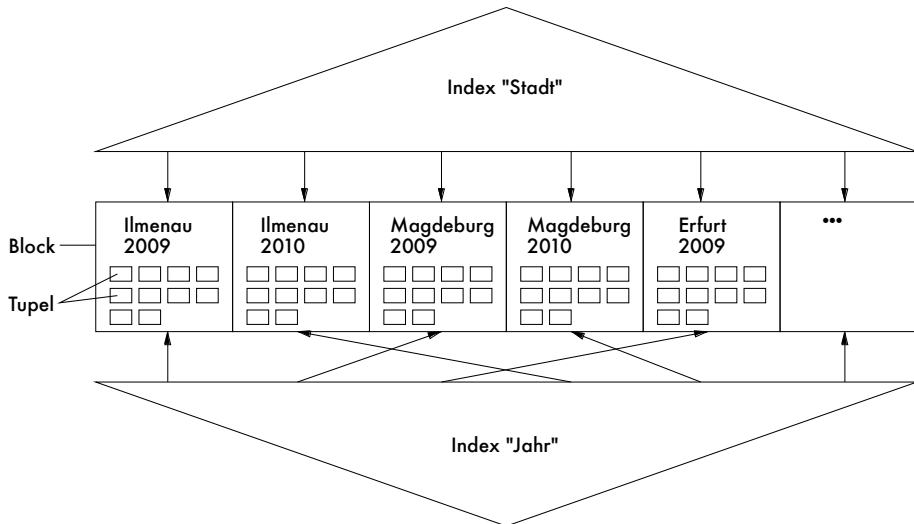 Index "Stadt"
Ilmenau
2009
Ilmenau
2010
Magdeburg
2009
Magdeburg
2010
Erfurt
2009
...
Block
Tupel
Index "Jahr"